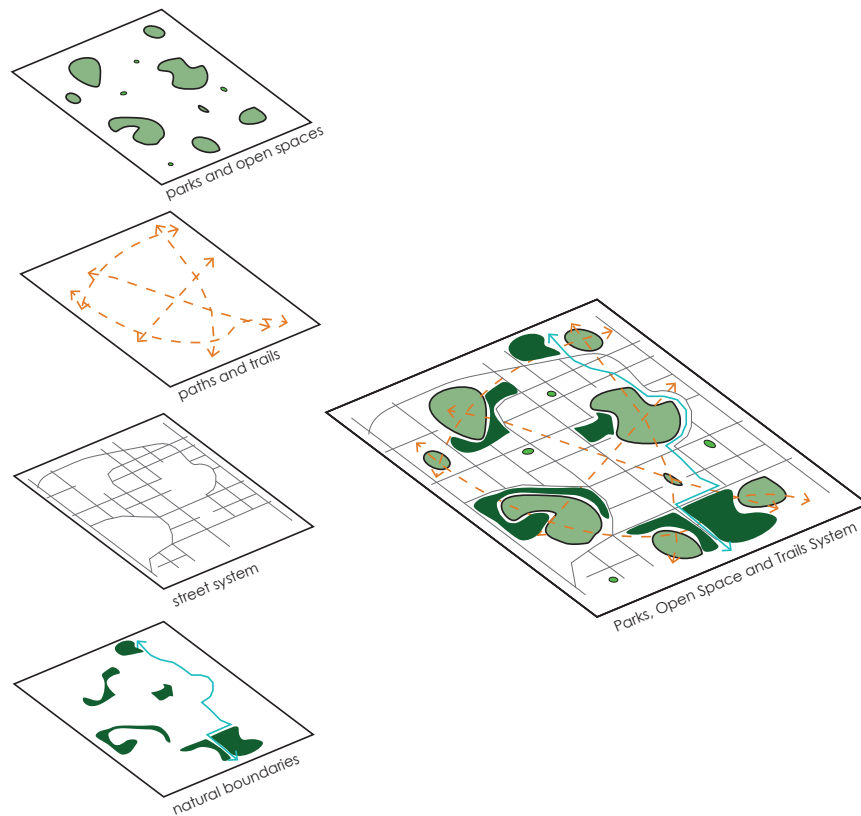 parks and open spaces
paths and trails
street system
natural boundaries
Parks, Open Space and Trails System